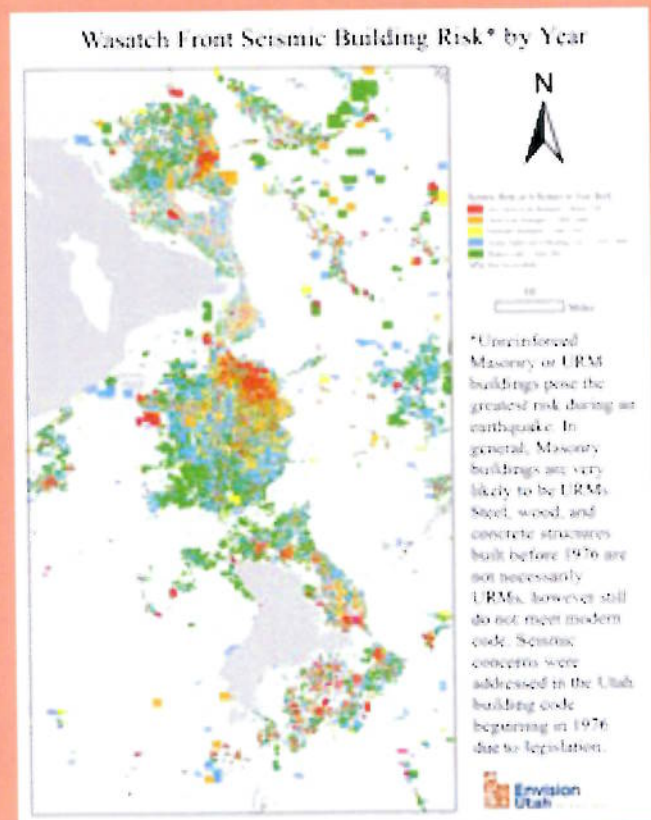 Wasatch Front Seismic Building Risk* by Year
N
Miles
*Unreinforced
Masonry or URM
buildings pose the
greatest risk during an
earthquake. In
general, Masonry
buildings are very
likely to be URMs.
Steel, wood, and
concrete structures
built before 1976 are
not necessarily
URMs, however still
do not meet modern
code. Seismic
concerns were
addressed in the Utah
building code
beginning in 1976
due to legislation.
Envision
Utah